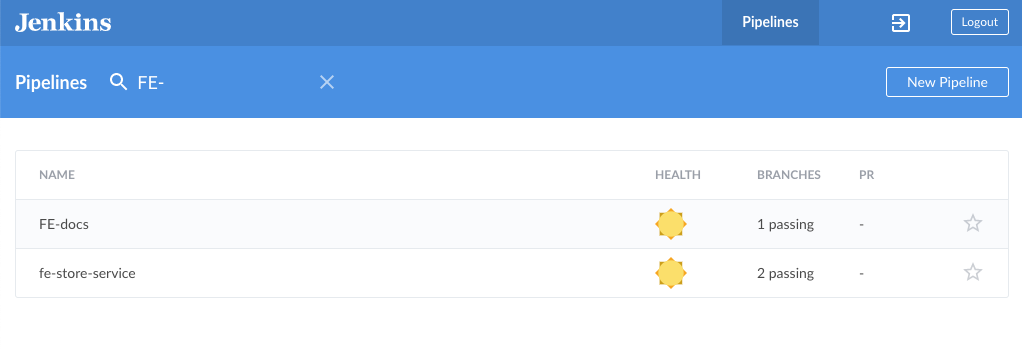 Jenkins Pipelines Logout
Pipelines FE- New Pipeline
NAME HEALTH BRANCHES PR
FE-docs 1 passing -
fe-store-service 2 passing -